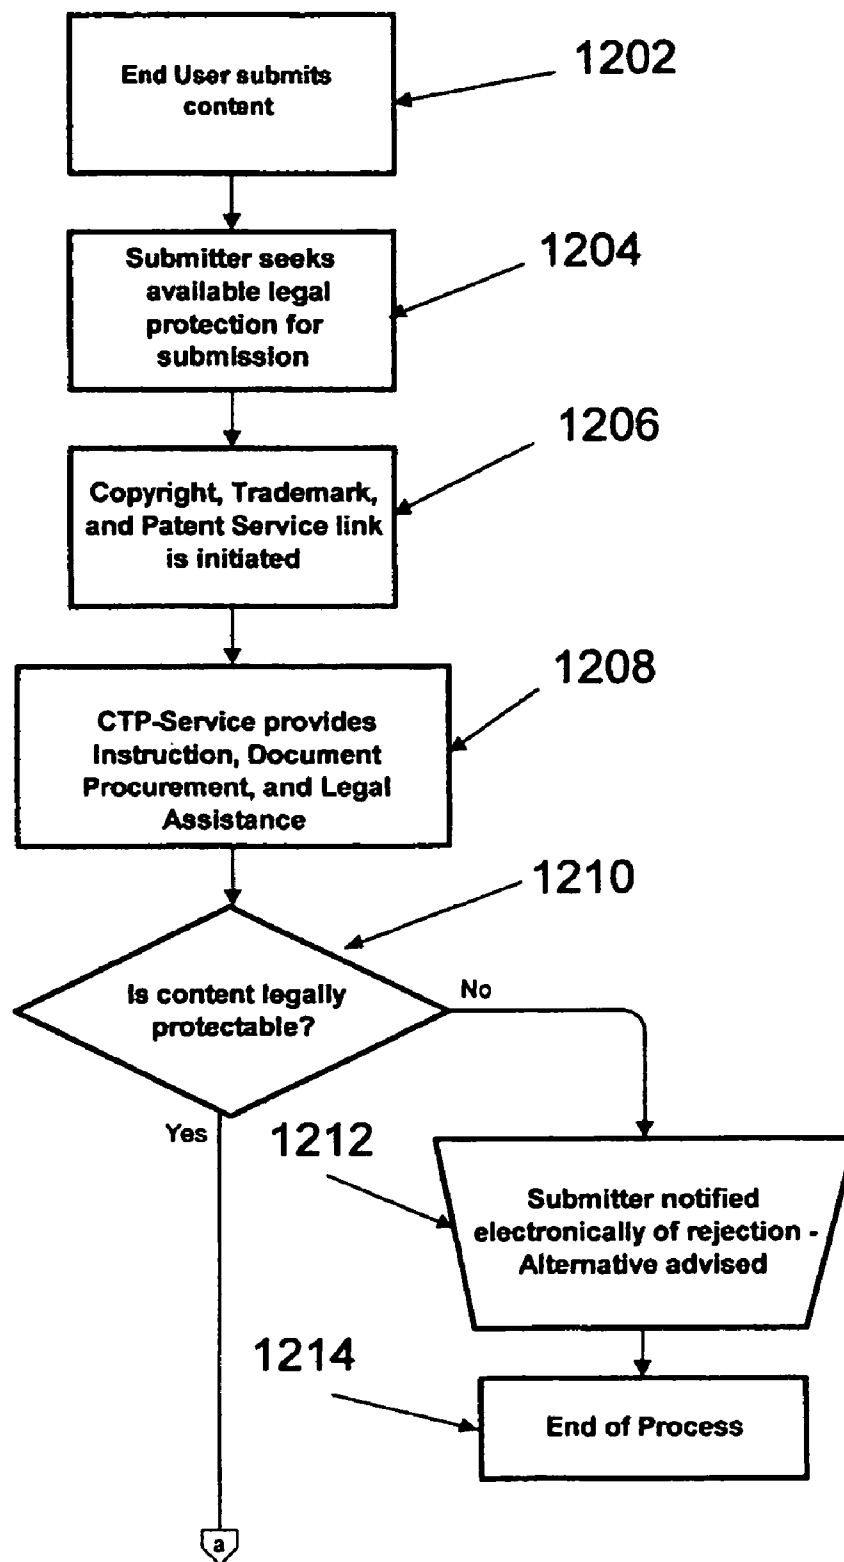 End User submits
content
1202
Submitter seeks
available legal
protection for
submission
1204
Copyright, Trademark,
and Patent Service link
is initiated
1206
CTP-Service provides
Instruction, Document
Procurement, and Legal
Assistance
1208
Is content legally
protectable?
1210
No
Yes
1212
Submitter notified
electronically of rejection -
Alternative advised
1214
End of Process
a